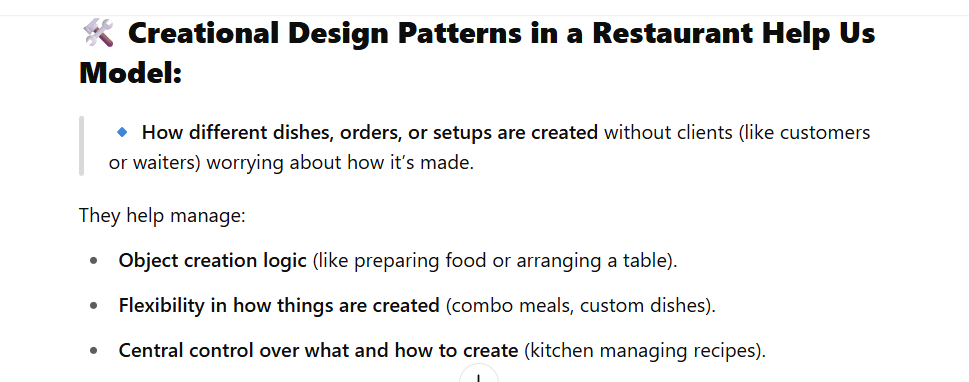 🛠️ Creational Design Patterns in a Restaurant Help Us
Model:
🔹 How different dishes, orders, or setups are created without clients (like customers
or waiters) worrying about how it’s made.
They help manage:
• Object creation logic (like preparing food or arranging a table).
• Flexibility in how things are created (combo meals, custom dishes).
• Central control over what and how to create (kitchen managing recipes).